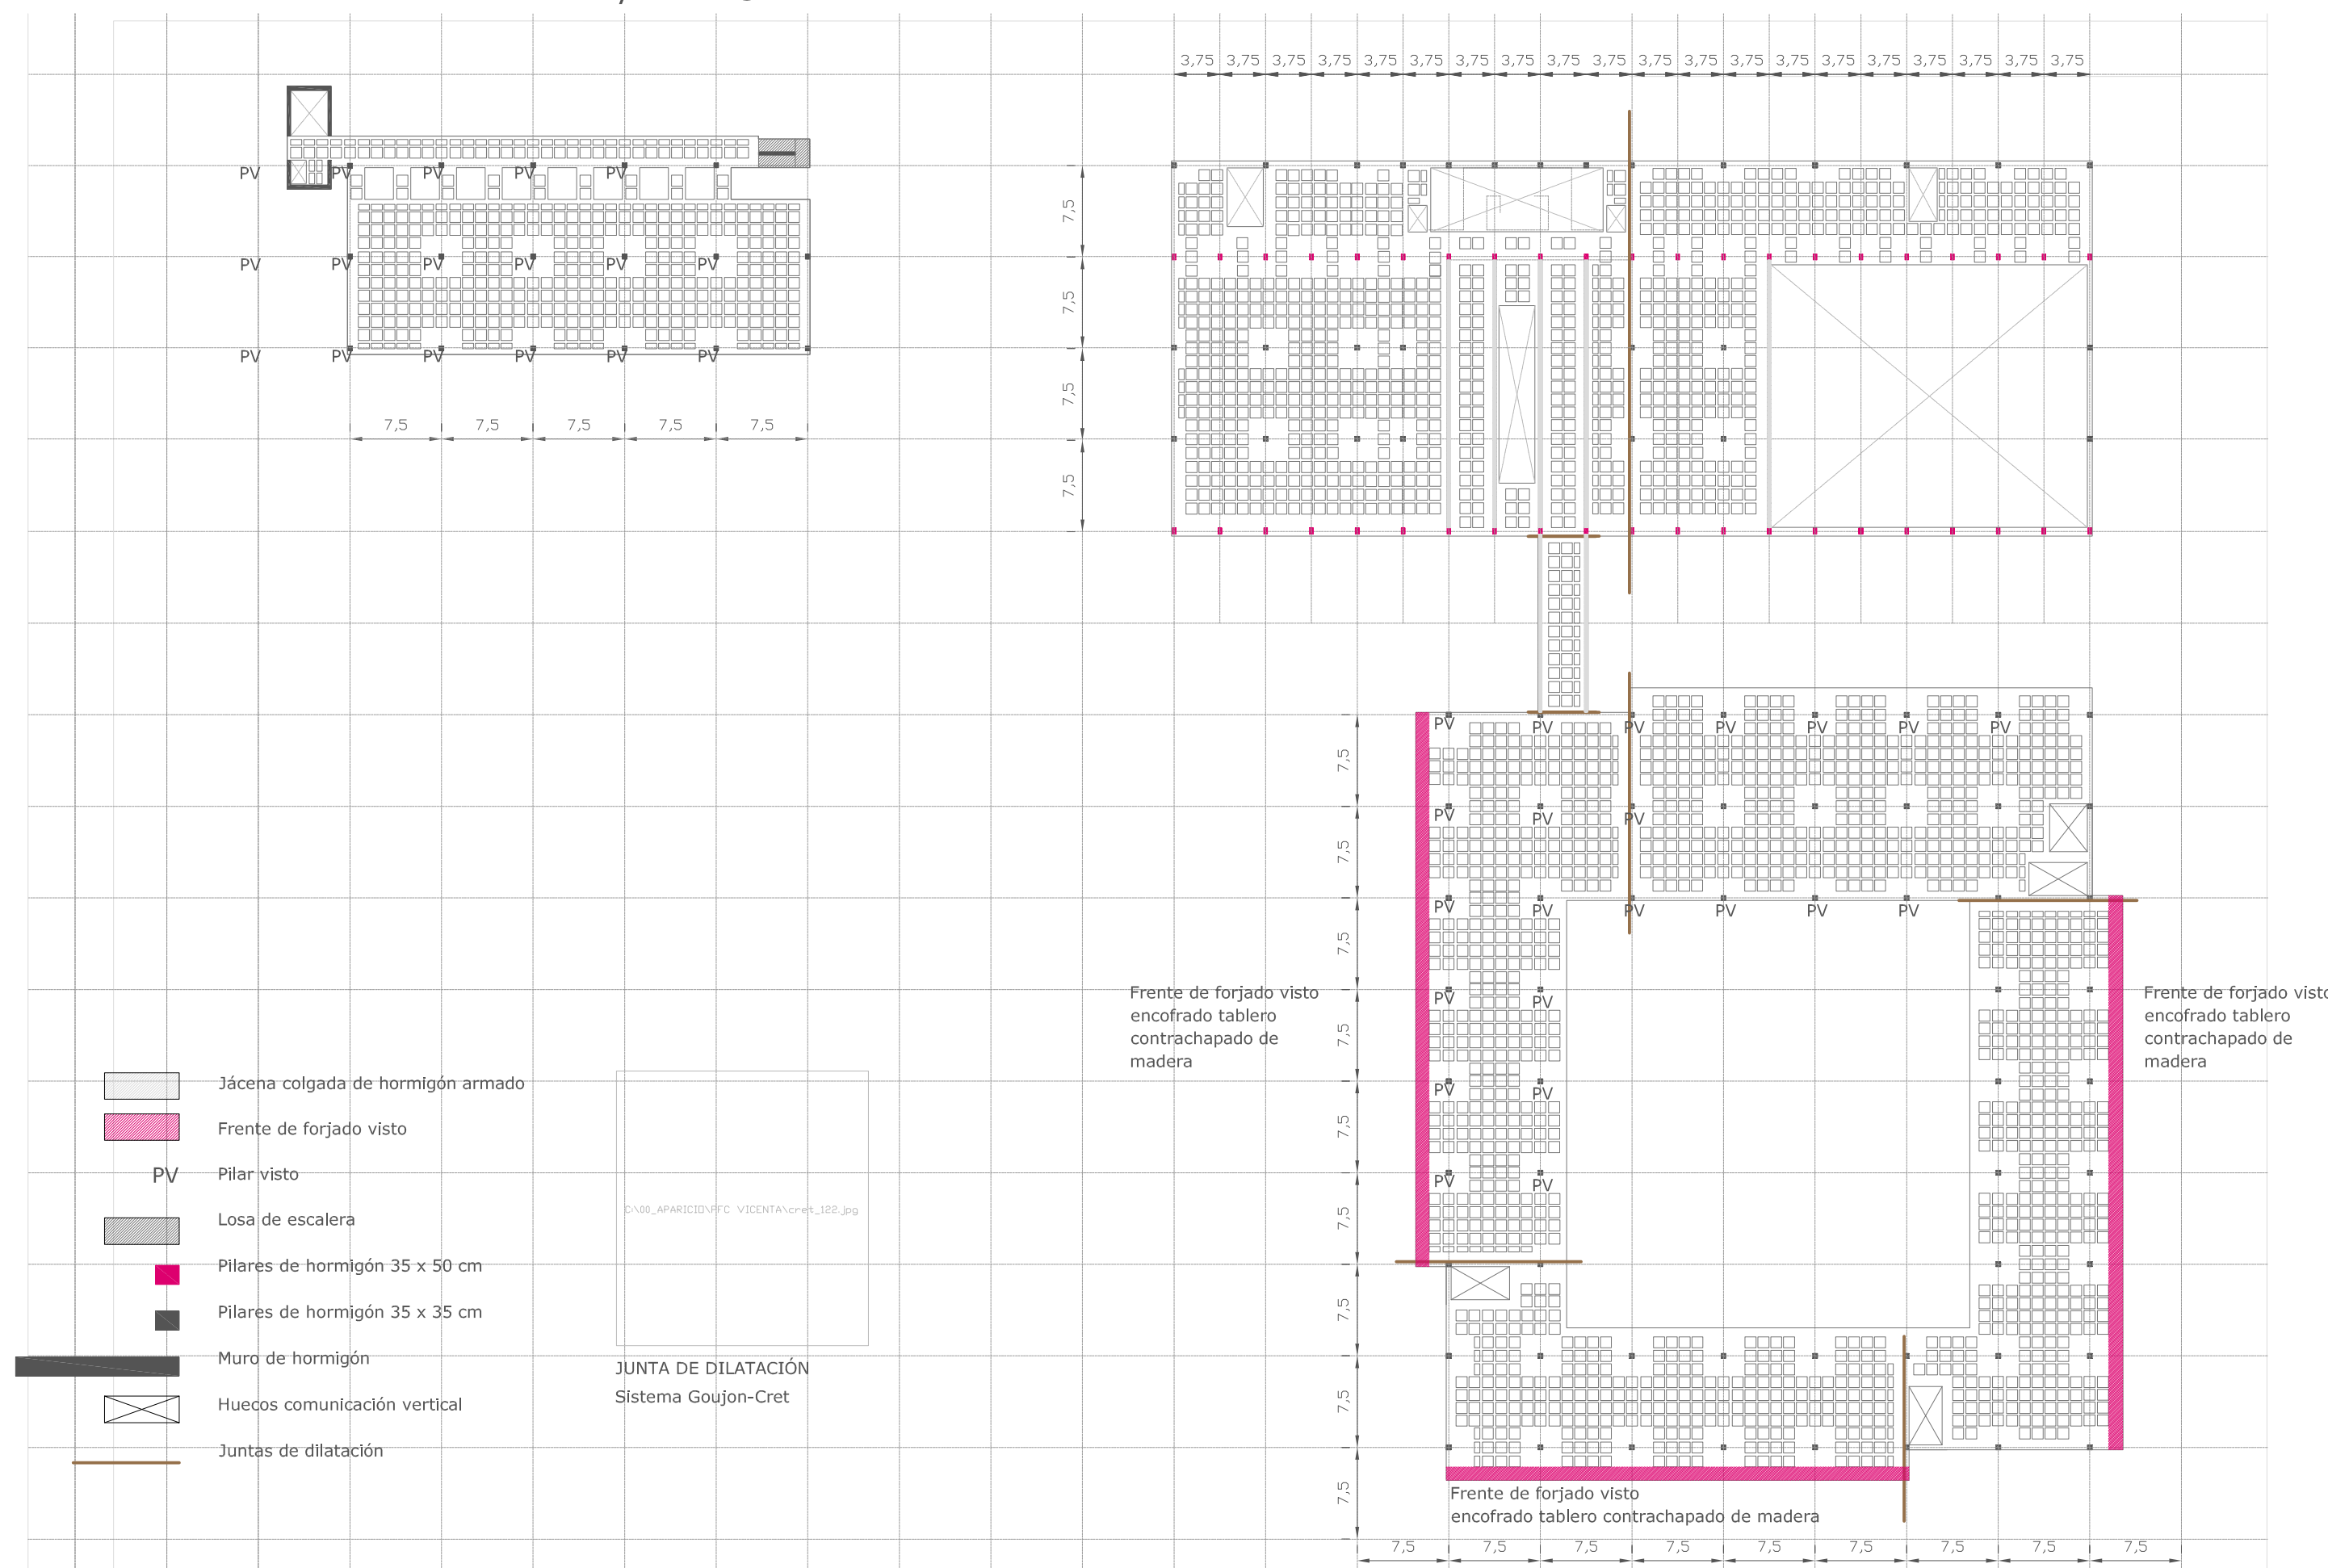 3,75 3,75 3,75 3,75 3,75 3,75 3,75 3,75 3,75 3,75 3,75 3,75 3,75 3,75 3,75 3,75 3,75 3,75 3,75 3,75
PV PV PV PV PV
7,5
PV PV PV PV PV PV
7,5
PV PV PV PV PV PV
7,5
7,5 7,5 7,5 7,5 7,5
7,5
PV PV PV PV PV PV PV
7,5
PV PV PV
7,5
PV PV PV PV PV PV
7,5
Frente de forjado visto
encofrado tablero
contrachapado de
madera
PV PV
7,5
Frente de forjado visto
encofrado tablero
contrachapado de
madera
PV PV
7,5
PV PV
7,5
7,5
7,5
7,5
Jácena colgada de hormigón armado
Frente de forjado visto
PV Pilar visto
Losa de escalera
Pilares de hormigón 35 x 50 cm
Pilares de hormigón 35 x 35 cm
Muro de hormigón
Huecos comunicación vertical
Juntas de dilatación
C:\00_APARICIO\PFC VICENTA\cret_122.jpg
JUNTA DE DILATACIÓN
Sistema Goujon-Cret
Frente de forjado visto
encofrado tablero contrachapado de madera
7,5 7,5 7,5 7,5 7,5 7,5 7,5 7,5 7,5